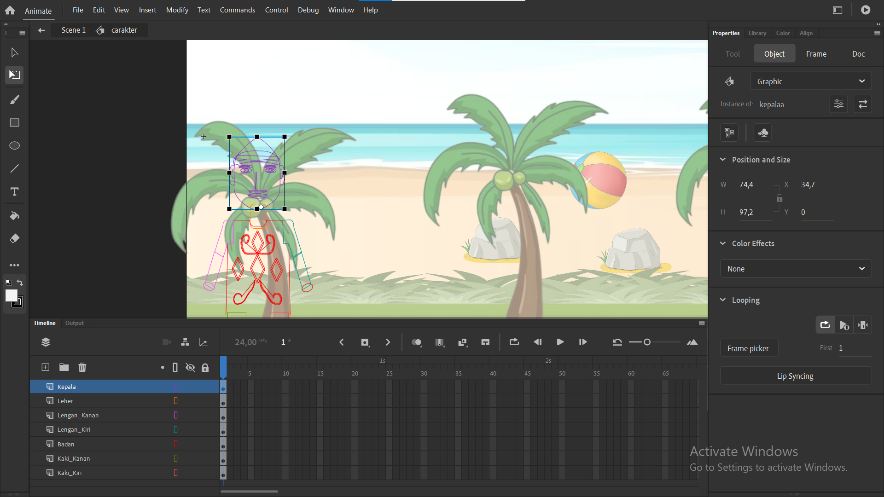 Animate File Edit View Insert Modify Text Commands Control Debug Window Help
Scene 1 carakter
Properties Library Color Align
Tool Object Frame Doc
Graphic
Instance of: kepalaa
Position and Size
W 74,4 X 34,7
H 97,2 Y 0
Color Effects
None
Looping
Frame picker First 1
Lip Syncing
Timeline Output
24,00 FPS 1 F
1s 2s
5 10 15 20 25 30 35 40 45 50 55 60 65
Kepala
Leher
Lengan_Kanan
Lengan_Kiri
Badan
Kaki_Kanan
Kaki_Kiri
Activate Windows
Go to Settings to activate Windows.